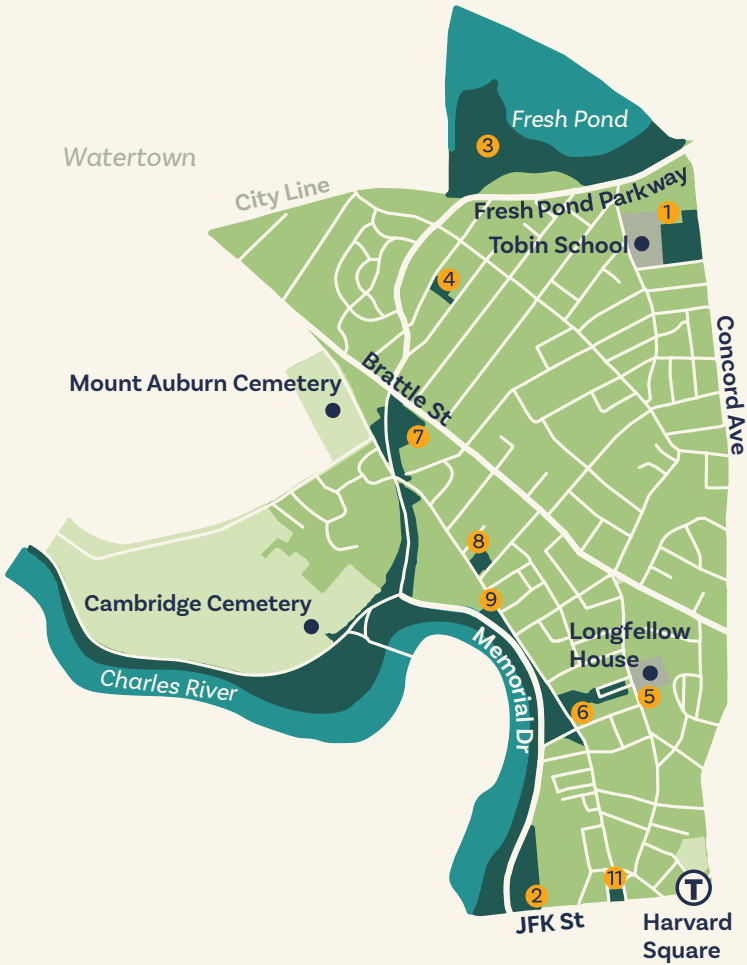 Fresh Pond
3
Watertown
City Line
Fresh Pond Parkway
1
Tobin School
4
Concord Ave
Brattle St
Mount Auburn Cemetery
7
8
9
Cambridge Cemetery
Longfellow
House
Memorial Dr
Charles River
5
6
11
T
2
JFK St
Harvard
Square